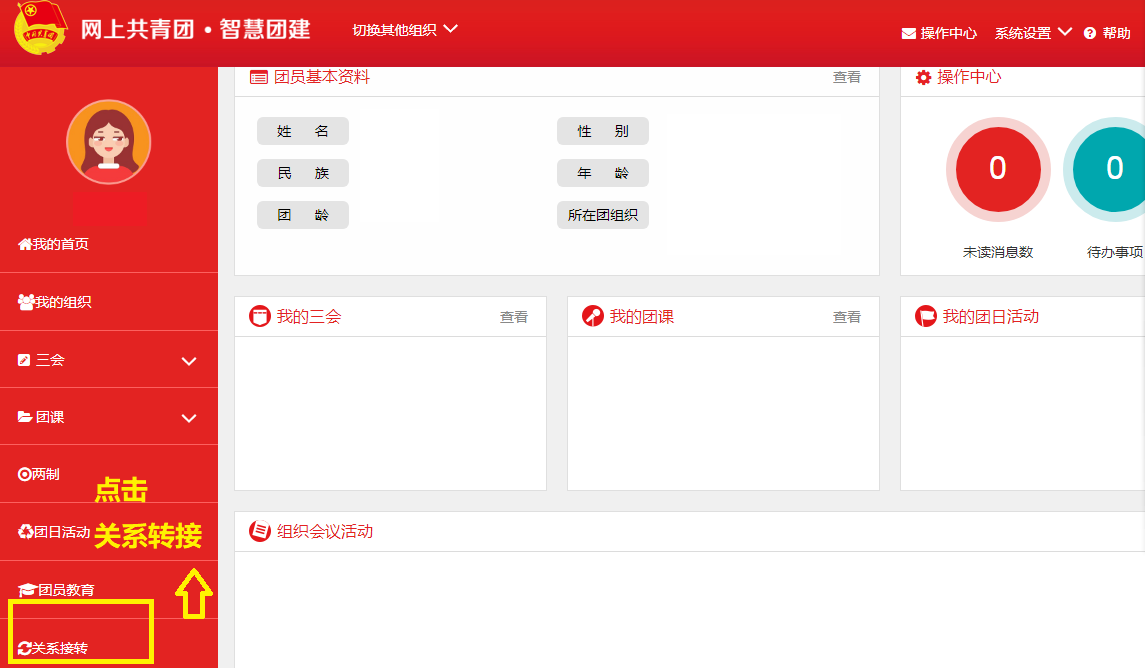 网上共青团·智慧团建
切换其他组织
操作中心
系统设置
帮助
团员基本资料
查看
操作中心
姓 名
性 别
民 族
年 龄
团 龄
所在团组织
0
0
未读消息数
待办事项
我的首页
我的组织
三会
团课
两制
团日活动
团员教育
关系接转
点击
关系转接
我的三会
查看
我的团课
查看
我的团日活动
组织会议活动